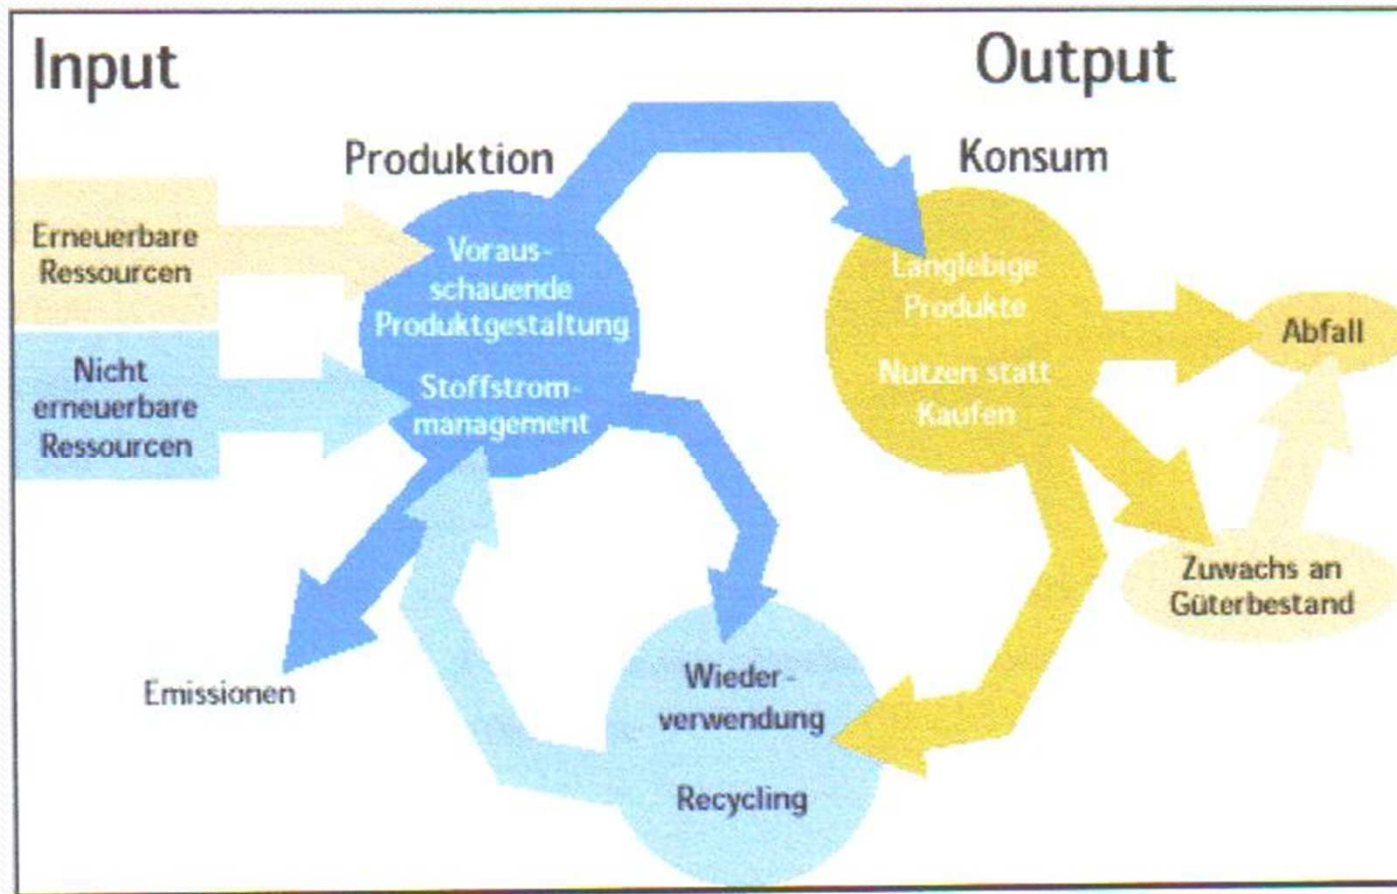 Input
Output
Produktion
Konsum
Erneuerbare
Ressourcen
Nicht
erneuerbare
Ressourcen
Voraus-
schauende
Produktgestaltung
Stoffstrom-
management
Langlebige
Produkte
Nutzen statt
Kaufen
Abfall
Zuwachs an
Güterbestand
Emissionen
Wieder-
verwendung
Recycling